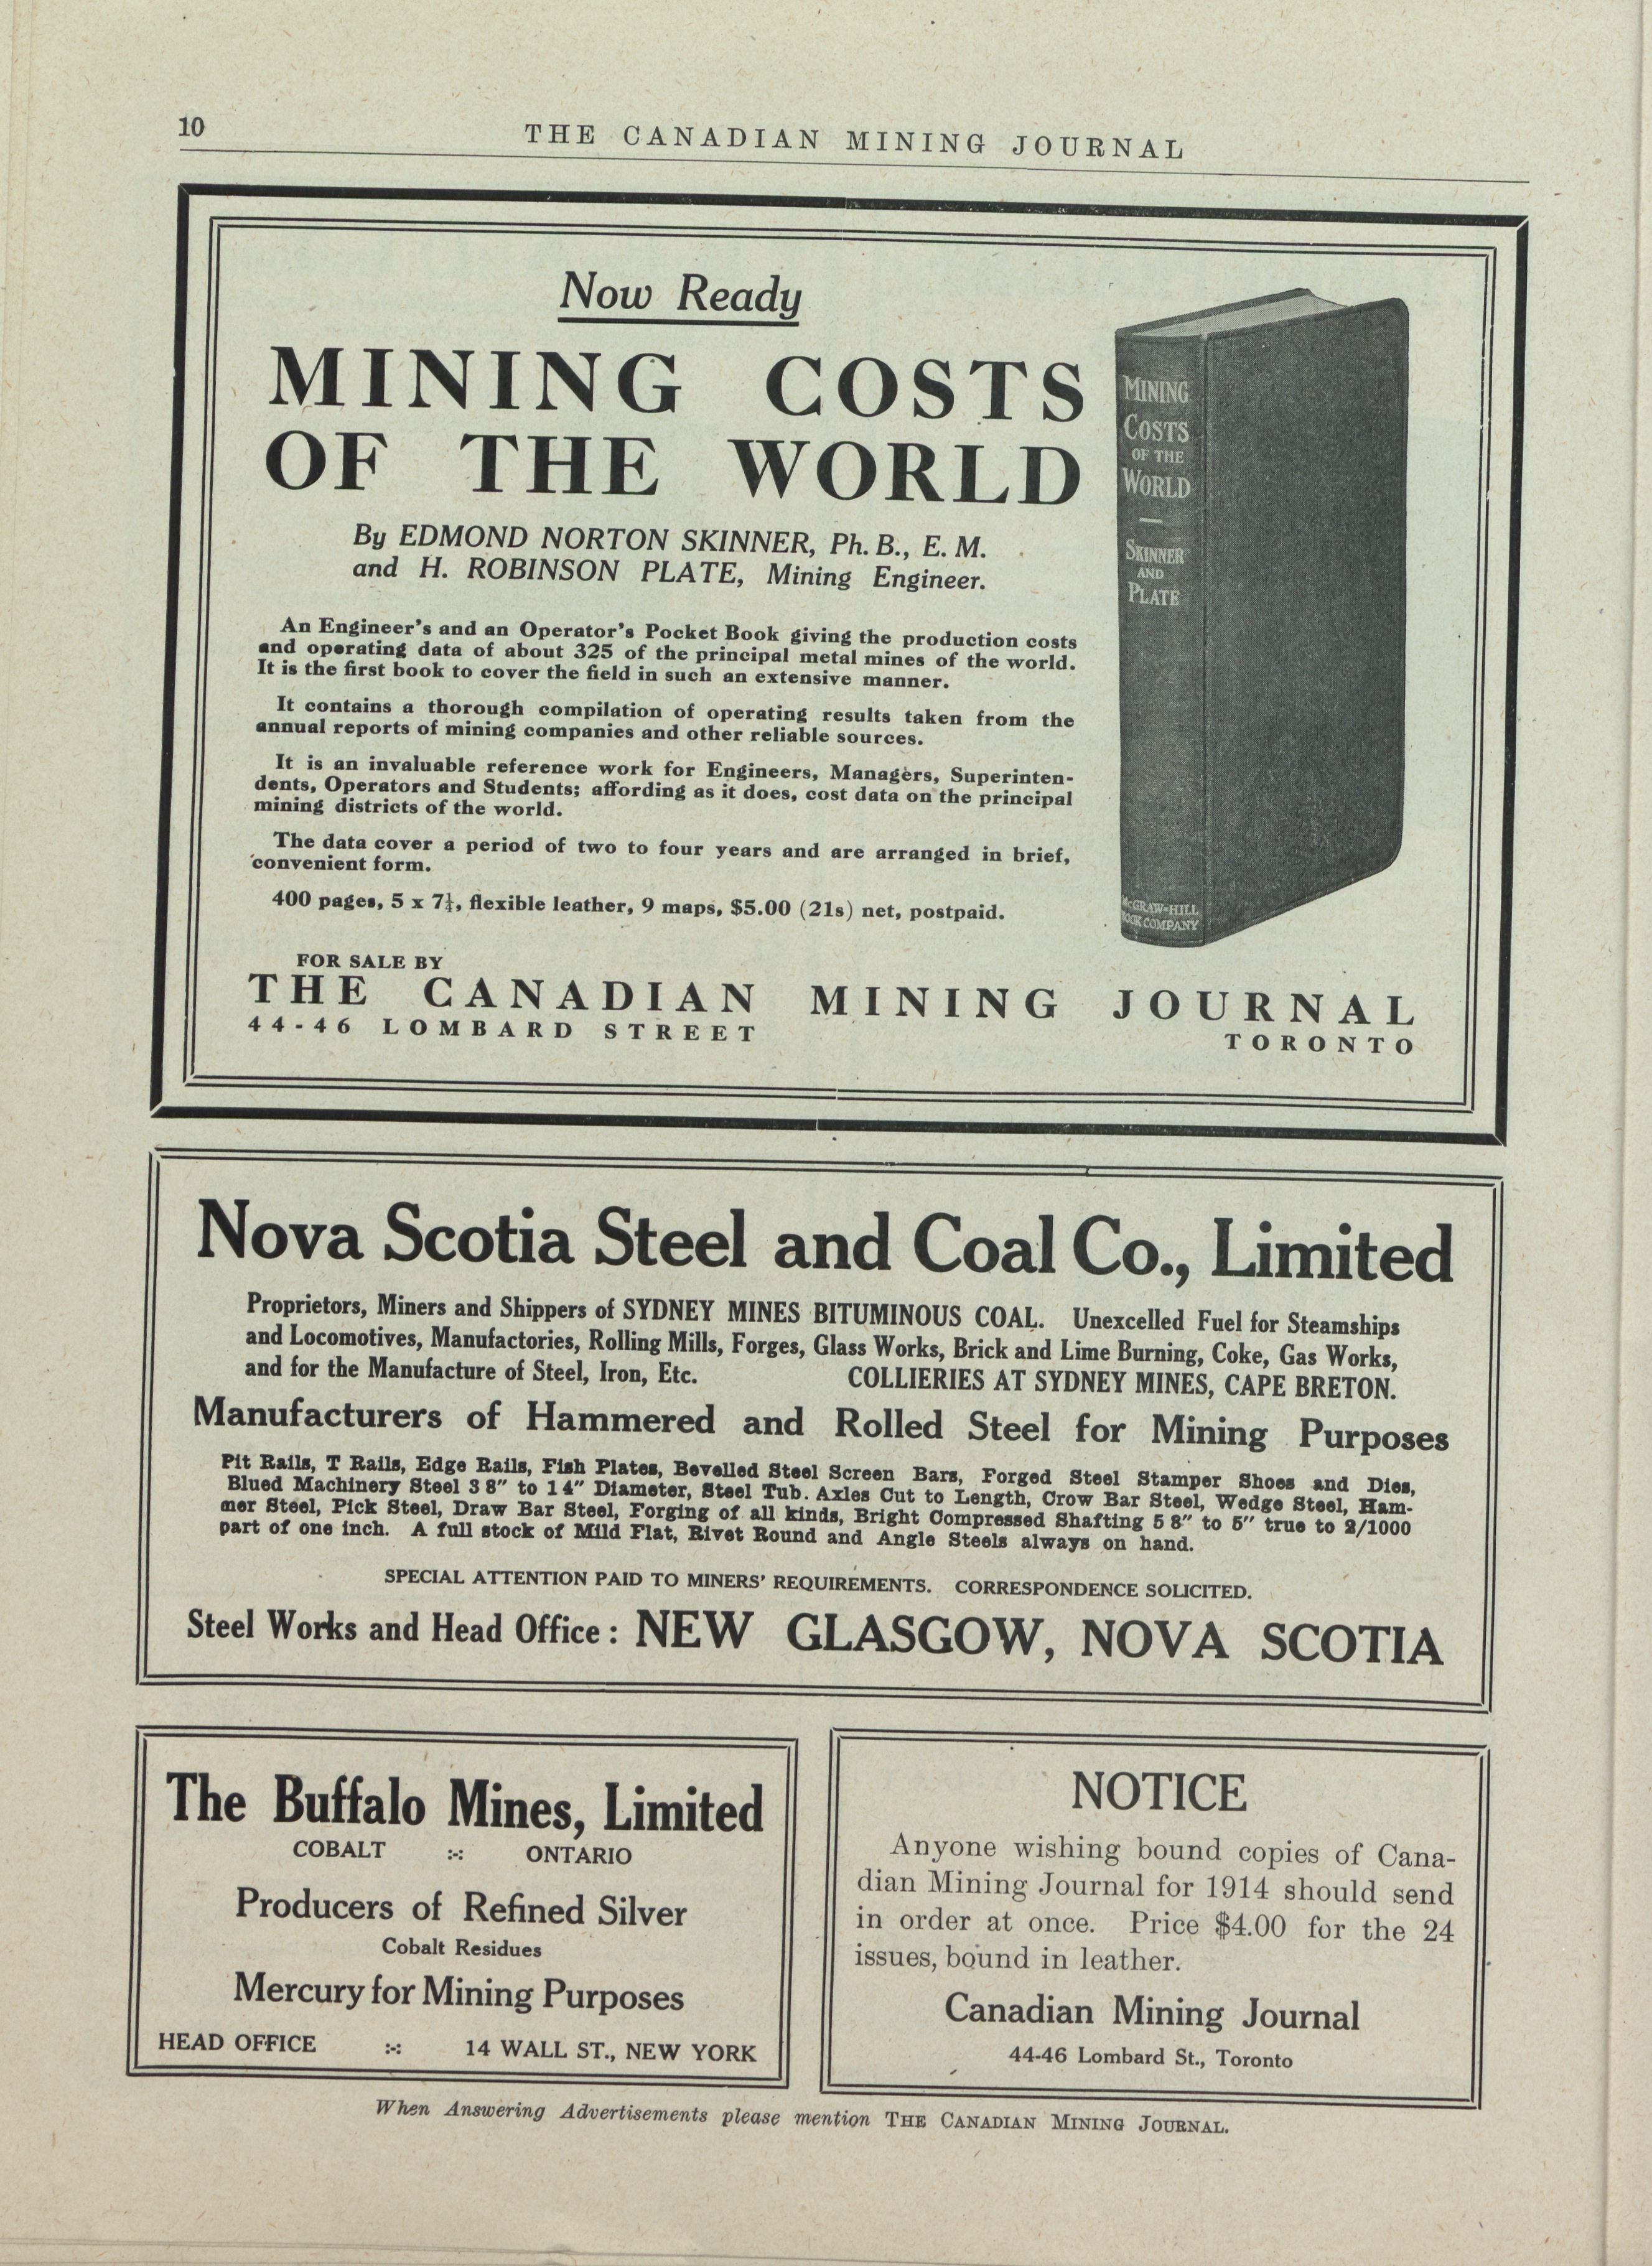 10
THE CANADIAN MINING JOURNAL
Now Ready
MINING COSTS
OF THE WORLD
By EDMOND NORTON SKINNER, Ph. B., E. M.
and H. ROBINSON PLATE, Mining Engineer.
An Engineer's and an Operator's Pocket Book giving the production costs
and operating data of about 325 of the principal metal mines of the world.
It is the first book to cover the field in such an extensive manner.
It contains a thorough compilation of operating results taken from the
annual reports of mining companies and other reliable sources.
It is an invaluable reference work for Engineers, Managers, Superinten-
dents, Operators and Students; affording as it does, cost data on the principal
mining districts of the world.
The data cover a period of two to four years and are arranged in brief,
convenient form.
400 pages, 5 x 7¼, flexible leather, 9 maps, $5.00 (21s) net, postpaid.
MINING
COSTS
OF THE
WORLD
SKINNER
AND
PLATE
McGRAW-HILL
BOOK COMPANY
FOR SALE BY
THE CANADIAN MINING JOURNAL
44-46 LOMBARD STREET
TORONTO
Nova Scotia Steel and Coal Co., Limited
Proprietors, Miners and Shippers of SYDNEY MINES BITUMINOUS COAL. Unexcelled Fuel for Steamships
and Locomotives, Manufactories, Rolling Mills, Forges, Glass Works, Brick and Lime Burning, Coke, Gas Works,
and for the Manufacture of Steel, Iron, Etc. COLLIERIES AT SYDNEY MINES, CAPE BRETON.
Manufacturers of Hammered and Rolled Steel for Mining Purposes
Pit Rails, T Rails, Edge Rails, Fish Plates, Bevelled Steel Screen Bars, Forged Steel Stamper Shoes and Dies,
Blued Machinery Steel 3 8" to 1 4" Diameter, Steel Tub. Axles Cut to Length, Crow Bar Steel, Wedge Steel, Ham-
mer Steel, Pick Steel, Draw Bar Steel, Forging of all kinds, Bright Compressed Shafting 5 8" to 5" true to 2/1000
part of one inch. A full stock of Mild Flat, Rivet Round and Angle Steels always on hand.
SPECIAL ATTENTION PAID TO MINERS' REQUIREMENTS. CORRESPONDENCE SOLICITED.
Steel Works and Head Office : NEW GLASGOW, NOVA SCOTIA
The Buffalo Mines, Limited
COBALT :-: ONTARIO
Producers of Refined Silver
Cobalt Residues
Mercury for Mining Purposes
HEAD OFFICE :-: 14 WALL ST., NEW YORK
NOTICE
Anyone wishing bound copies of Cana-
dian Mining Journal for 1914 should send
in order at once. Price $4.00 for the 24
issues, bound in leather.
Canadian Mining Journal
44-46 Lombard St., Toronto
When Answering Advertisements please mention THE CANADIAN MINING JOURNAL.